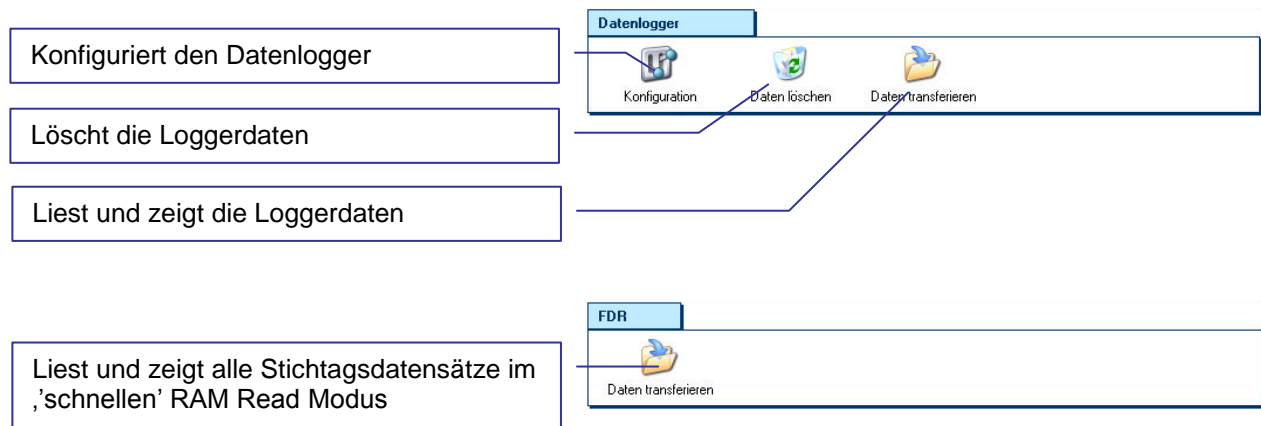 Datenlogger
Konfiguriert den Datenlogger
Konfiguration
Daten löschen
Daten transferieren
Löscht die Loggerdaten
Liest und zeigt die Loggerdaten
FDR
Liest und zeigt alle Stichtagsdatensätze im
‚’schnellen’ RAM Read Modus
Daten transferieren